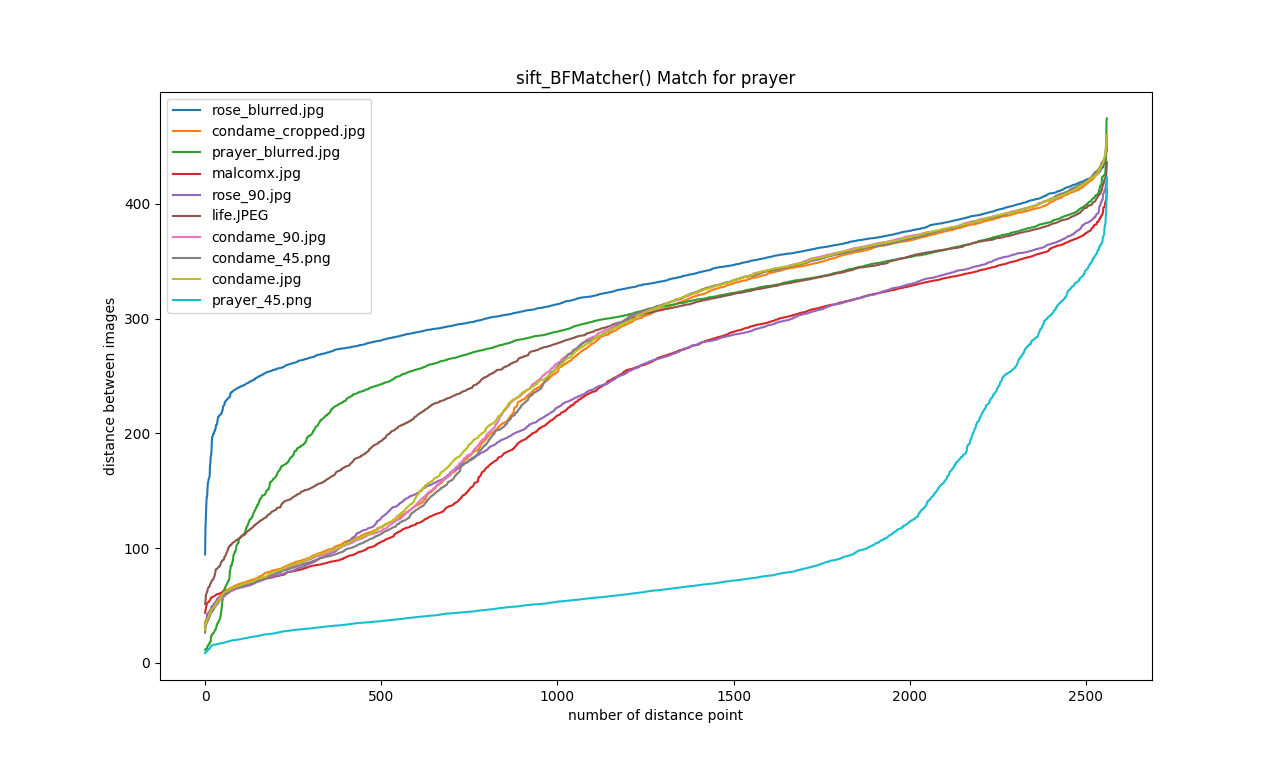 sift_BFMatcher() Match for prayer
rose_blurred.jpg
condame_cropped.jpg
prayer_blurred.jpg
malcomx.jpg
rose_90.jpg
life.JPEG
condame_90.jpg
condame_45.png
condame.jpg
prayer_45.png
distance between images
400
300
200
100
0
0 500 1000 1500 2000 2500
number of distance point